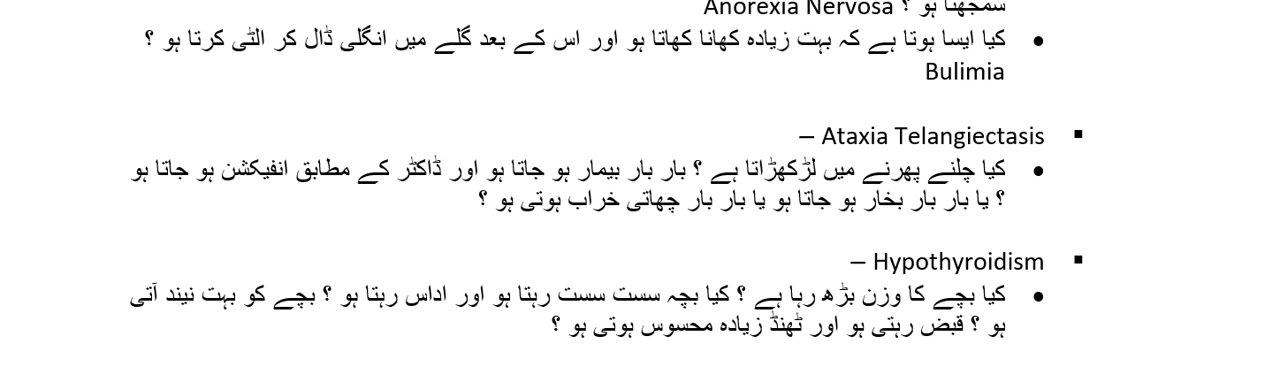 سمجھتا ہو ؟ Anorexia Nervosa
• کیا ایسا ہوتا ہے کہ بہت زیادہ کھانا کھاتا ہو اور اس کے بعد گلے میں انگلی ڈال کر الٹی کرتا ہو ؟
Bulimia
▪ Ataxia Telangiectasis –
• کیا چلنے پھرنے میں لڑکھڑاتا ہے ؟ بار بار بیمار ہو جاتا ہو اور ڈاکٹر کے مطابق انفیکشن ہو جاتا ہو
؟ یا بار بار بخار ہو جاتا ہو یا بار بار چھاتی خراب ہوتی ہو ؟
▪ Hypothyroidism –
• کیا بچے کا وزن بڑھ رہا ہے ؟ کیا بچہ سست سست رہتا ہو اور اداس رہتا ہو ؟ بچے کو بہت نیند آتی
ہو ؟ قبض رہتی ہو اور ٹھنڈ زیادہ محسوس ہوتی ہو ؟